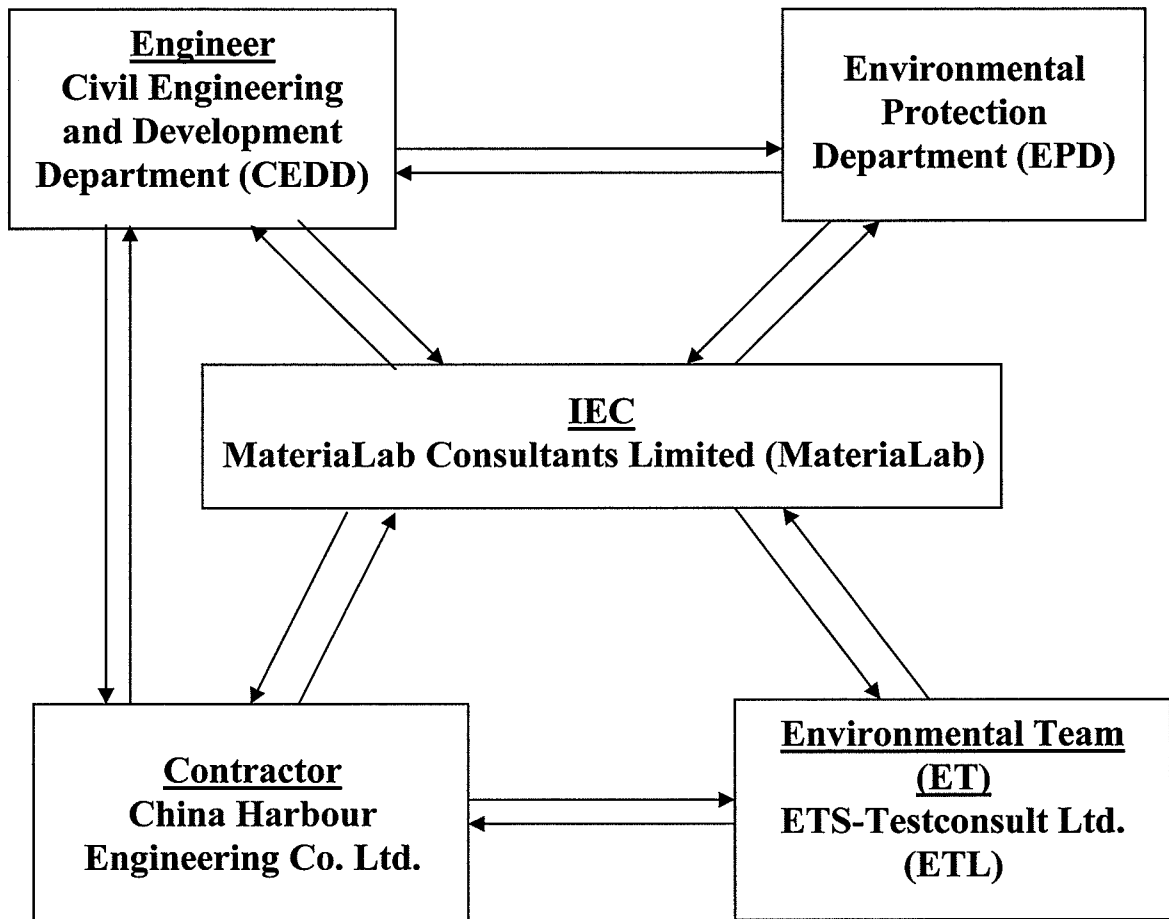 Engineer
Civil Engineering
and Development
Department (CEDD)
Environmental
Protection
Department (EPD)
IEC
MateriaLab Consultants Limited (MateriaLab)
Contractor
China Harbour
Engineering Co. Ltd.
Environmental Team
(ET)
ETS-Testconsult Ltd.
(ETL)